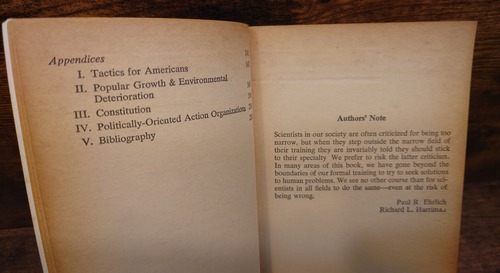 Appendices
I. Tactics for Americans
II. Popular Growth & Environmental
Deterioration
III. Constitution
IV. Politically-Oriented Action Organizations
V. Bibliography
Authors' Note
Scientists in our society are often criticized for being too
narrow, but when they step outside the narrow field of
their training they are invariably told they should stick
to their specialty We prefer to risk the latter criticism.
In many areas of this book, we have gone beyond the
boundaries of our formal training to try to seek solutions
to human problems. We see no other course than for sci-
entists in all fields to do the same—even at the risk of
being wrong.
Paul R Ehrlich
Richard L.